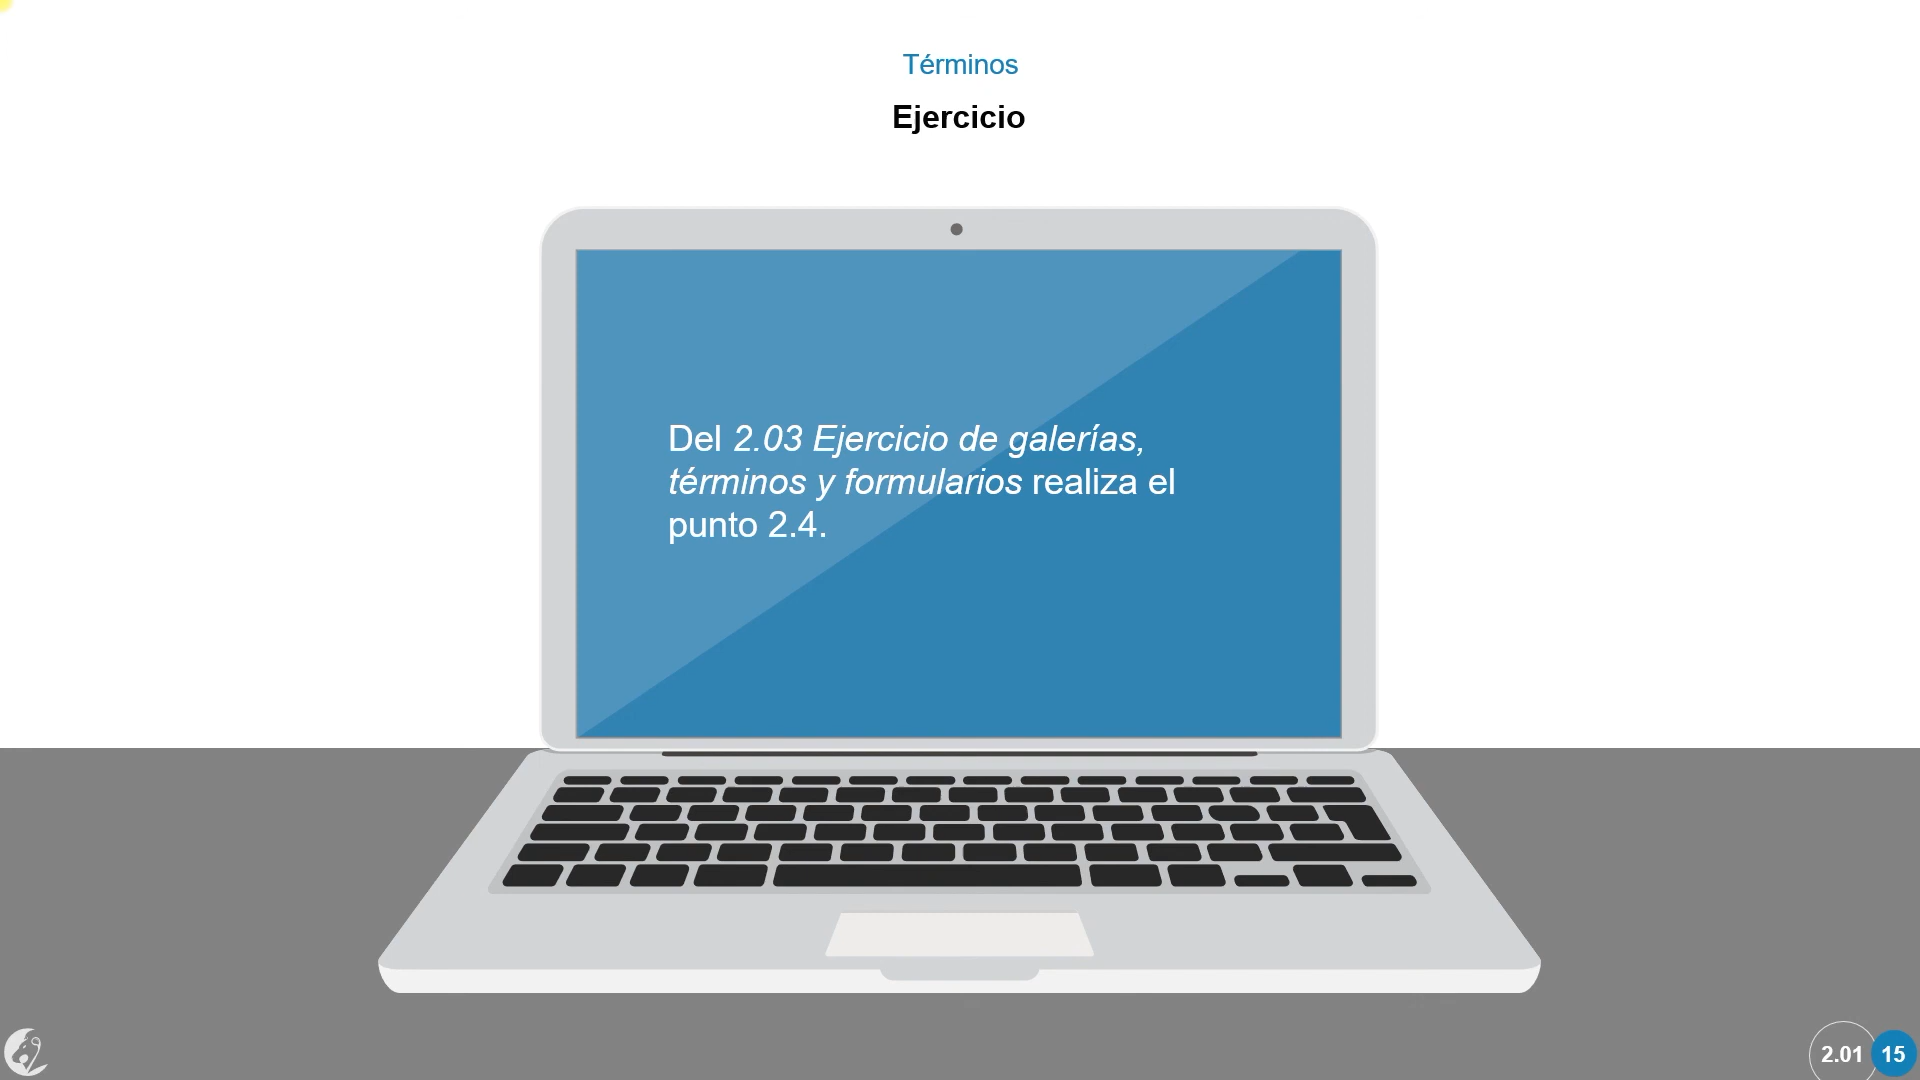 Términos
Ejercicio
Del 2.03 Ejercicio de galerías,
términos y formularios realiza el
punto 2.4.
2.01 15